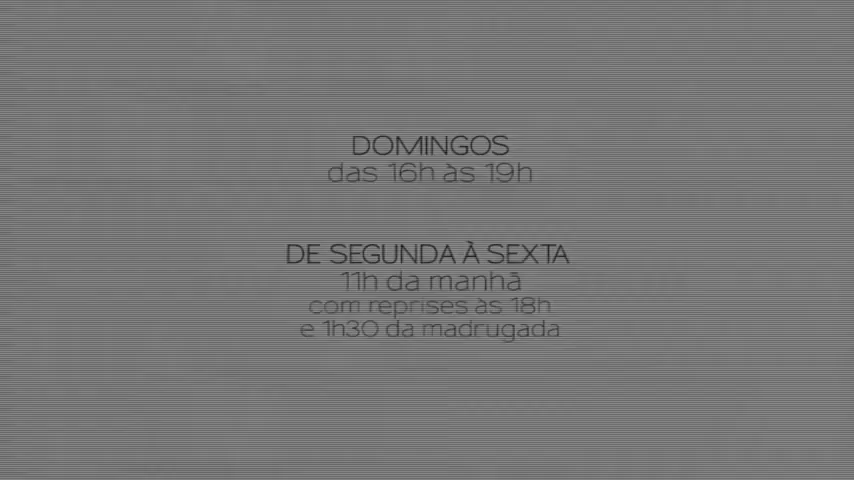 DOMINGOS
das 16h às 19h
DE SEGUNDA À SEXTA
11h da manhã
com reprises às 18h
e 1h30 da madrugada